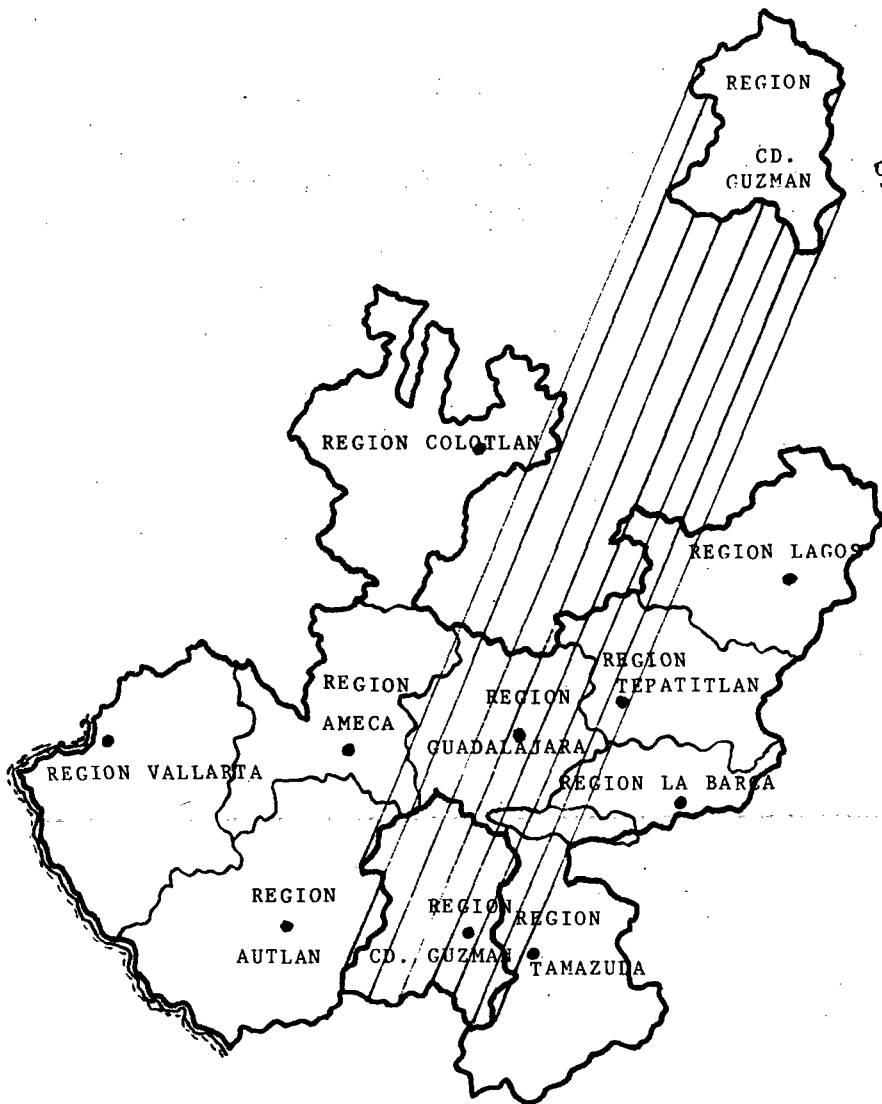 REGION
CD.
GUZMAN
REGION COLOTLAN
REGION LAGOS
REGION
TEPATITLAN
REGION
AMECA
REGION
GUADALAJARA
REGION VALLARTA
REGION LA BARCA
REGION
AUTLAN
REGION
CD. GUZMAN
REGION
TAMAZUDA